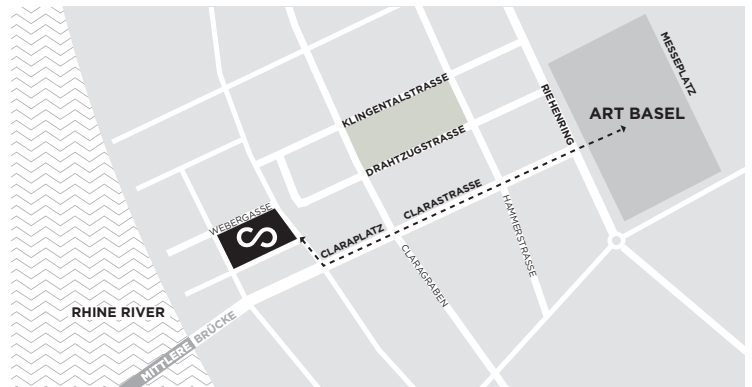 MESSEPLATZ
ART BASEL
RIEHENRING
KLINGENTALSTRASSE
DRAHTZUGSTRASSE
CLARASTRASSE
HAMMERSTRASSE
WEBERGASSE
CLARAPLATZ
CLARAGRABEN
RHINE RIVER
MITTLERE BRÜCKE